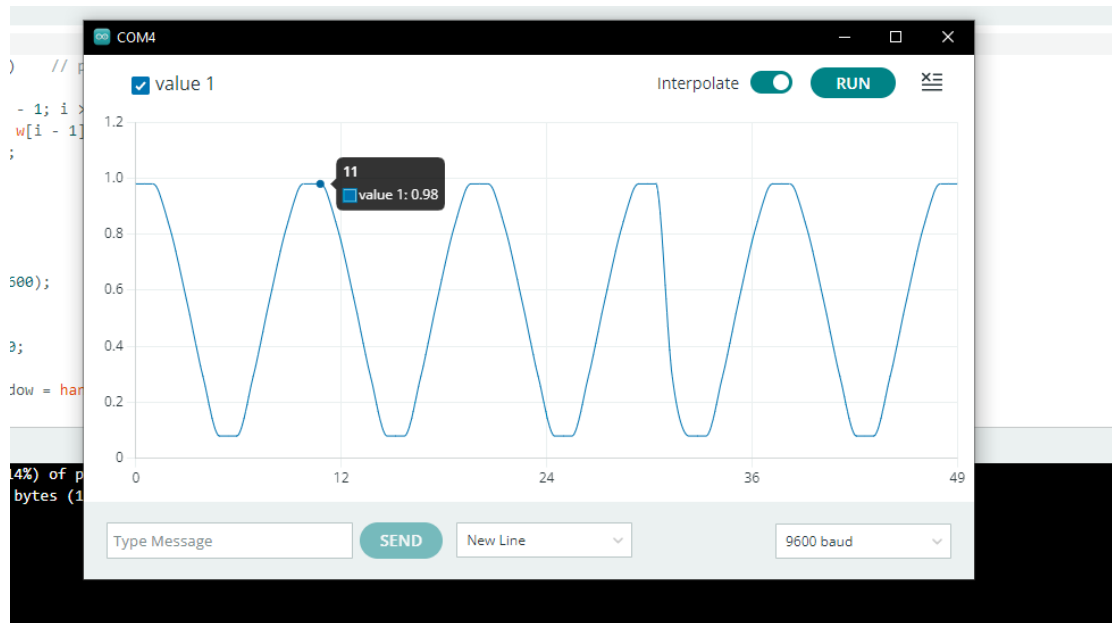 COM4
) // p
value 1
Interpolate
RUN
- 1; i >
w[i - 1]
;
1.2
1.0
0.8
0.6
0.4
0.2
0
11
value 1: 0.98
600);
0;
dow = har
0
12
24
36
49
14%) of p
bytes (1
Type Message
SEND
New Line
9600 baud